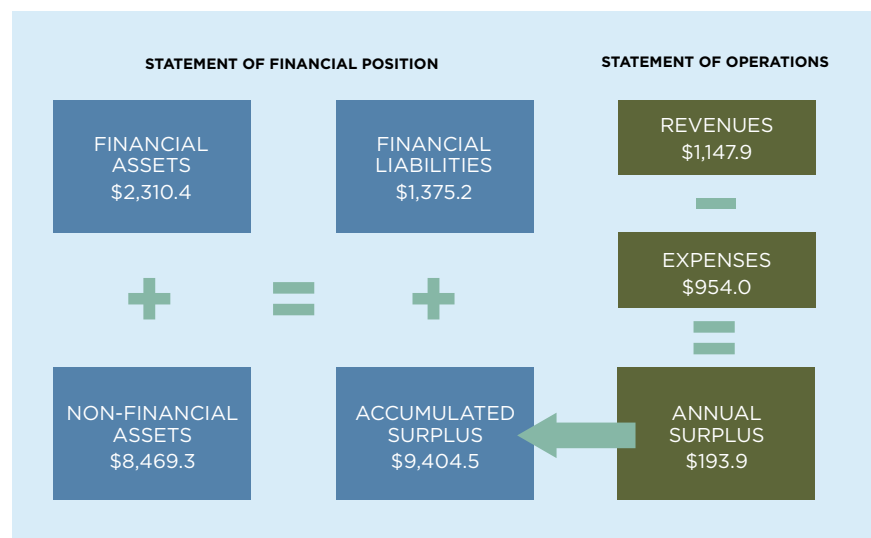 STATEMENT OF FINANCIAL POSITION
STATEMENT OF OPERATIONS
FINANCIAL
ASSETS
$2,310.4
FINANCIAL
LIABILITIES
$1,375.2
REVENUES
$1,147.9
EXPENSES
$954.0
NON-FINANCIAL
ASSETS
$8,469.3
ACCUMULATED
SURPLUS
$9,404.5
ANNUAL
SURPLUS
$193.9